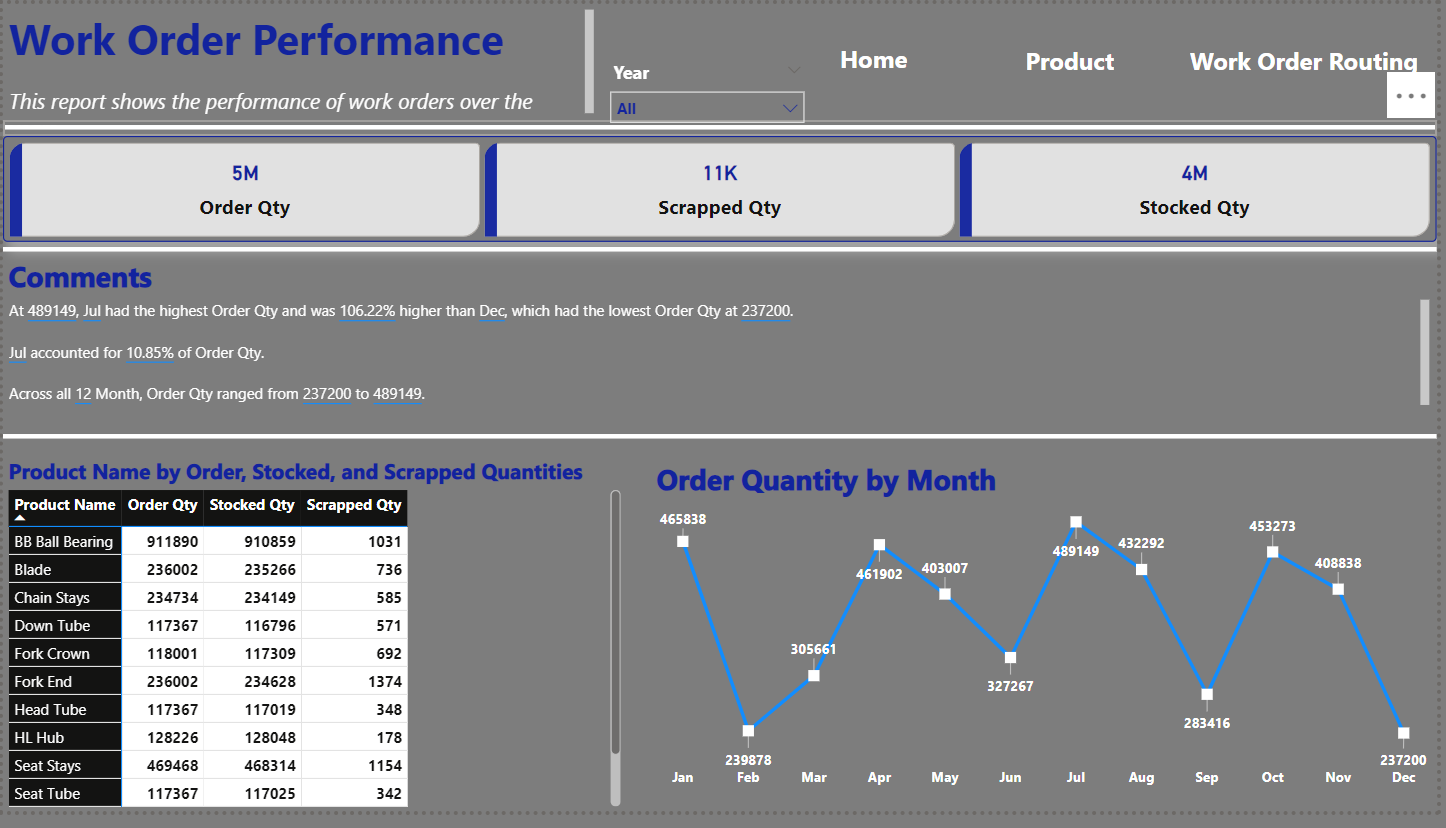 Work Order Performance
This report shows the performance of work orders over the
Year
All
Home
Product
Work Order Routing
5M
Order Qty
11K
Scrapped Qty
4M
Stocked Qty
Comments
At 489149, Jul had the highest Order Qty and was 106.22% higher than Dec, which had the lowest Order Qty at 237200.
Jul accounted for 10.85% of Order Qty.
Across all 12 Month, Order Qty ranged from 237200 to 489149.
Product Name by Order, Stocked, and Scrapped Quantities
Product Name Order Qty Stocked Qty Scrapped Qty
BB Ball Bearing 911890 910859 1031
Blade 236002 235266 736
Chain Stays 234734 234149 585
Down Tube 117367 116796 571
Fork Crown 118001 117309 692
Fork End 236002 234628 1374
Head Tube 117367 117019 348
HL Hub 128226 128048 178
Seat Stays 469468 468314 1154
Seat Tube 117367 117025 342
Order Quantity by Month
465838
239878
305661
461902
403007
327267
489149
432292
283416
453273
408838
237200
Jan Feb Mar Apr May Jun Jul Aug Sep Oct Nov Dec